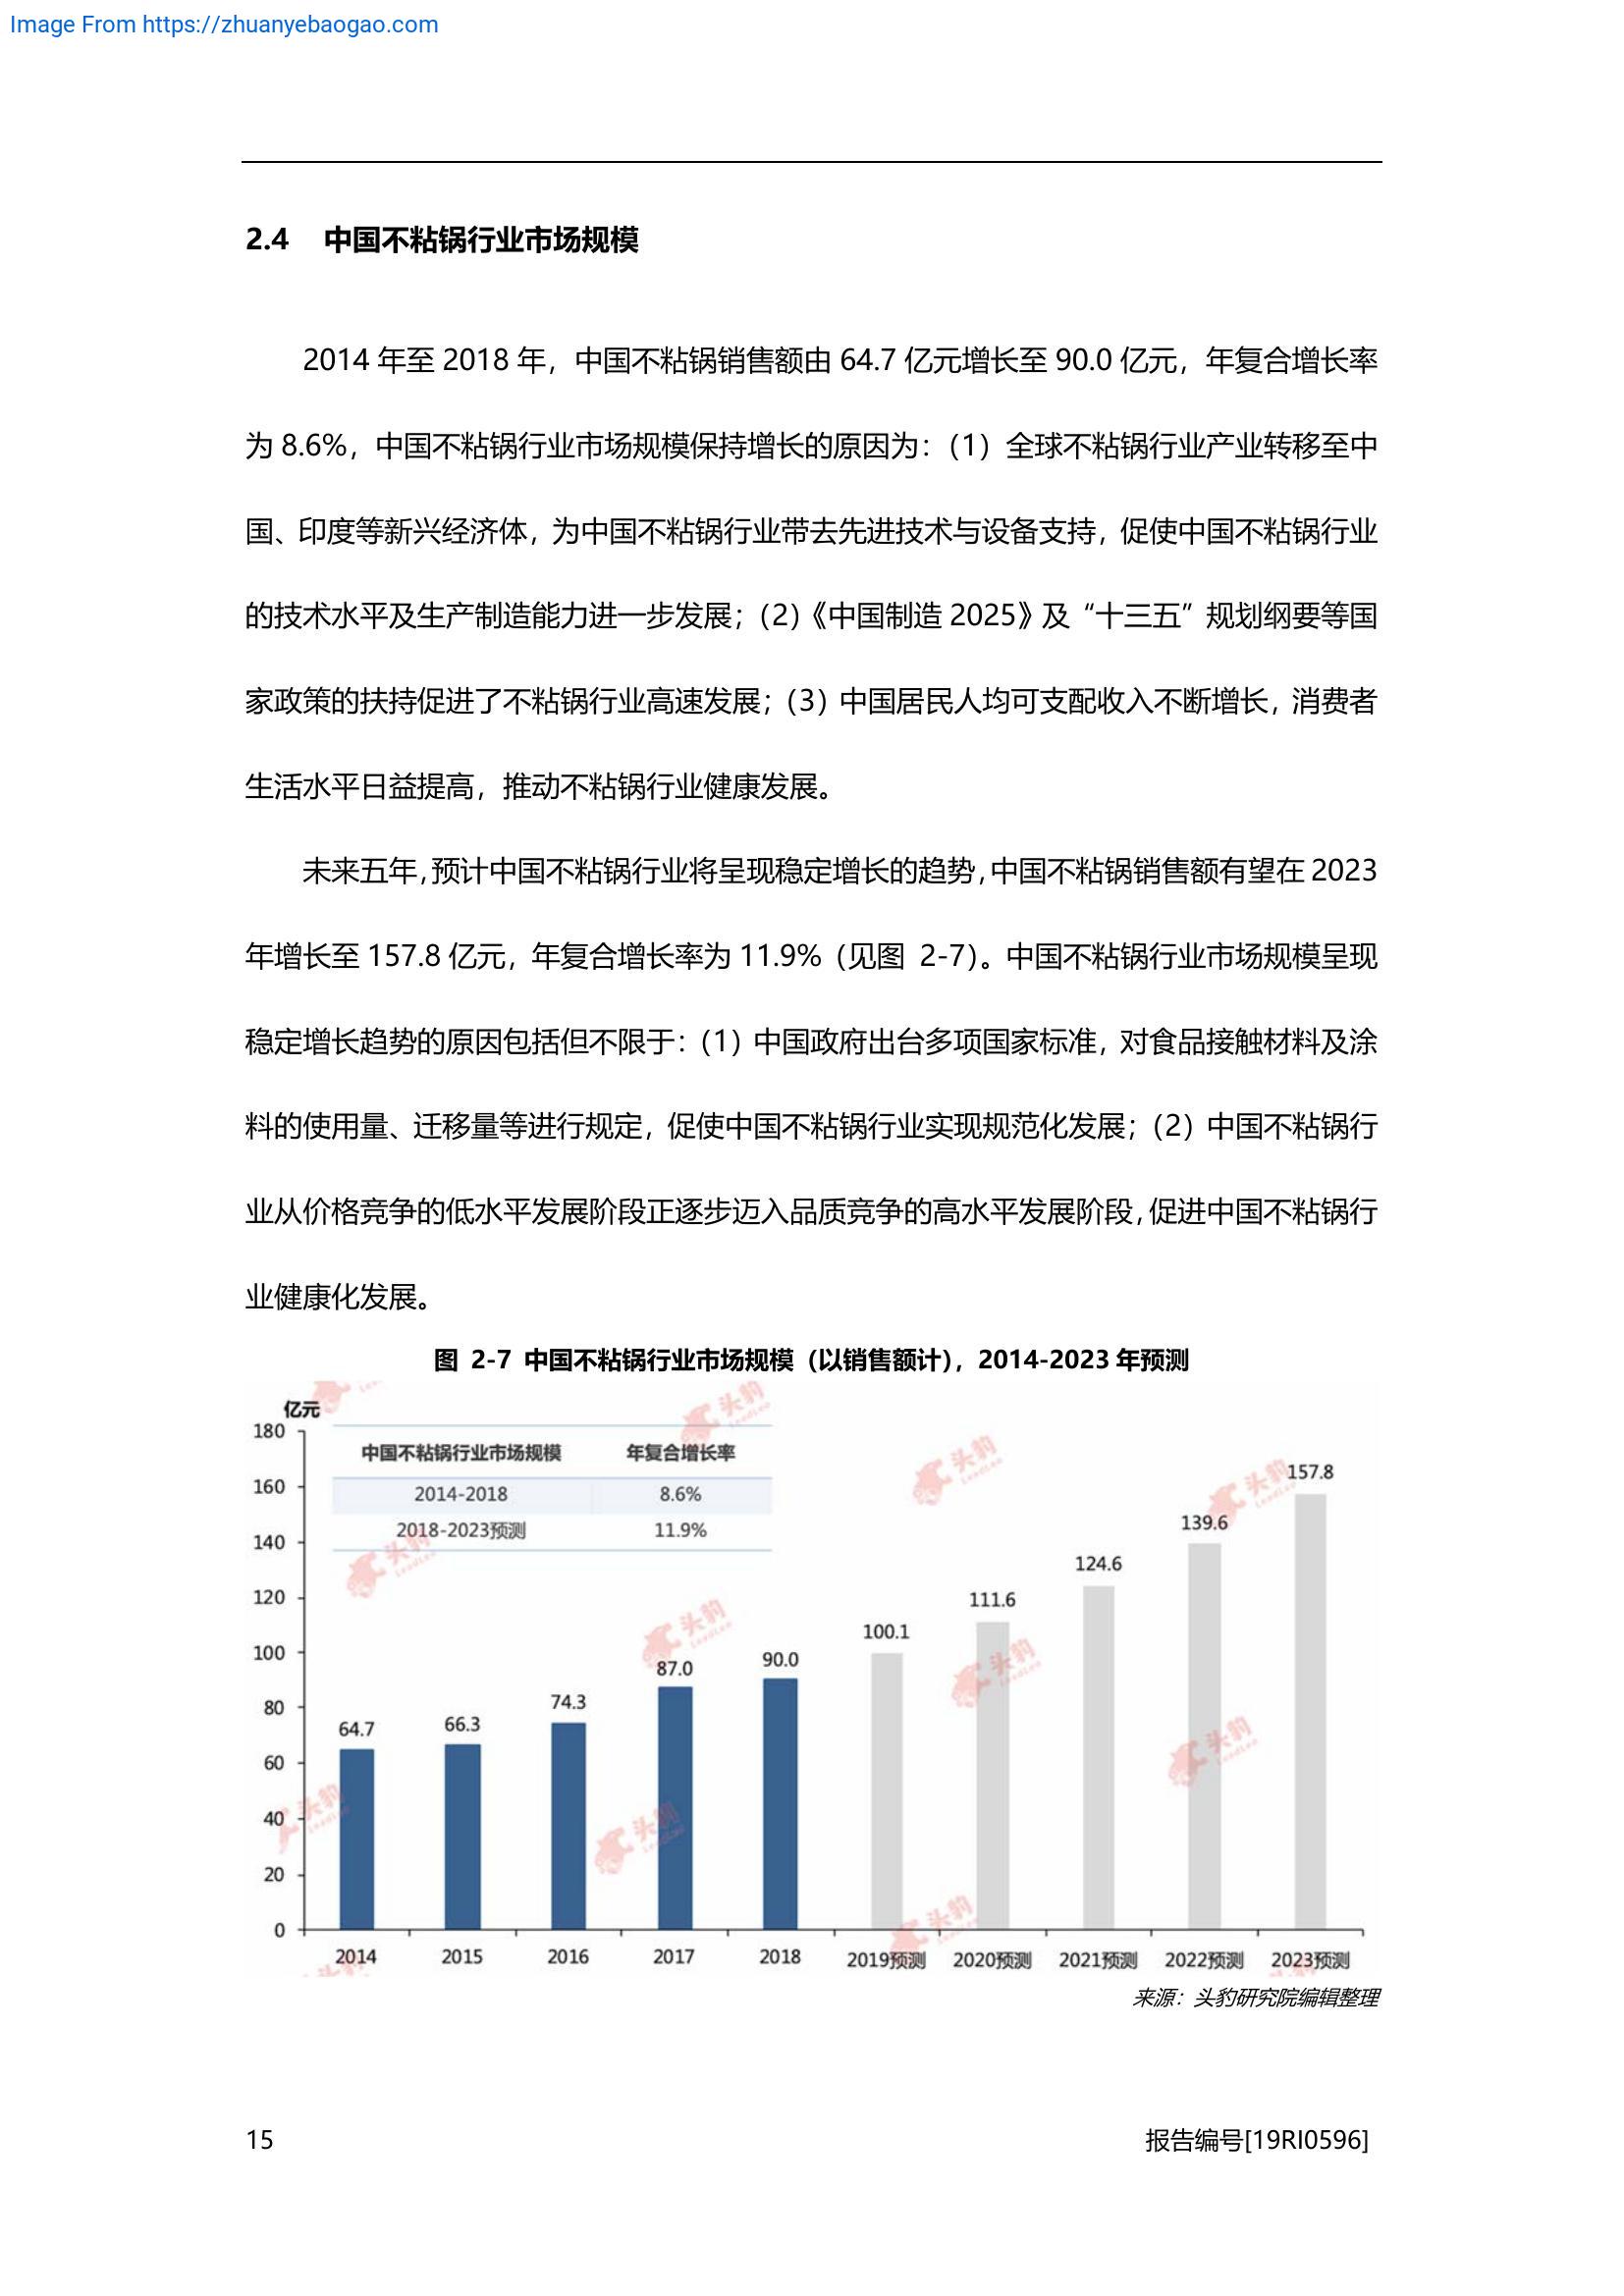 Image From https://zhuanyebaogao.com
2.4 中国不粘锅行业市场规模
2014 年至 2018 年，中国不粘锅销售额由 64.7 亿元增长至 90.0 亿元，年复合增长率
为 8.6%，中国不粘锅行业市场规模保持增长的原因为：（1）全球不粘锅行业产业转移至中
国、印度等新兴经济体，为中国不粘锅行业带去先进技术与设备支持，促使中国不粘锅行业
的技术水平及生产制造能力进一步发展；（2）《中国制造 2025》及“十三五”规划纲要等国
家政策的扶持促进了不粘锅行业高速发展；（3）中国居民人均可支配收入不断增长，消费者
生活水平日益提高，推动不粘锅行业健康发展。
未来五年，预计中国不粘锅行业将呈现稳定增长的趋势，中国不粘锅销售额有望在 2023
年增长至 157.8 亿元，年复合增长率为 11.9%（见图 2-7）。中国不粘锅行业市场规模呈现
稳定增长趋势的原因包括但不限于：（1）中国政府出台多项国家标准，对食品接触材料及涂
料的使用量、迁移量等进行规定，促使中国不粘锅行业实现规范化发展；（2）中国不粘锅行
业从价格竞争的低水平发展阶段正逐步迈入品质竞争的高水平发展阶段，促进中国不粘锅行
业健康化发展。
图 2-7 中国不粘锅行业市场规模（以销售额计），2014-2023 年预测
亿元
180
160
140
120
100
80
60
40
20
0
中国不粘锅行业市场规模 年复合增长率
2014-2018 8.6%
2018-2023预测 11.9%
64.7 66.3 74.3 87.0 90.0 100.1 111.6 124.6 139.6 157.8
2014 2015 2016 2017 2018 2019预测 2020预测 2021预测 2022预测 2023预测
头豹 LeadLeo
来源：头豹研究院编辑整理
15 报告编号[19RI0596]